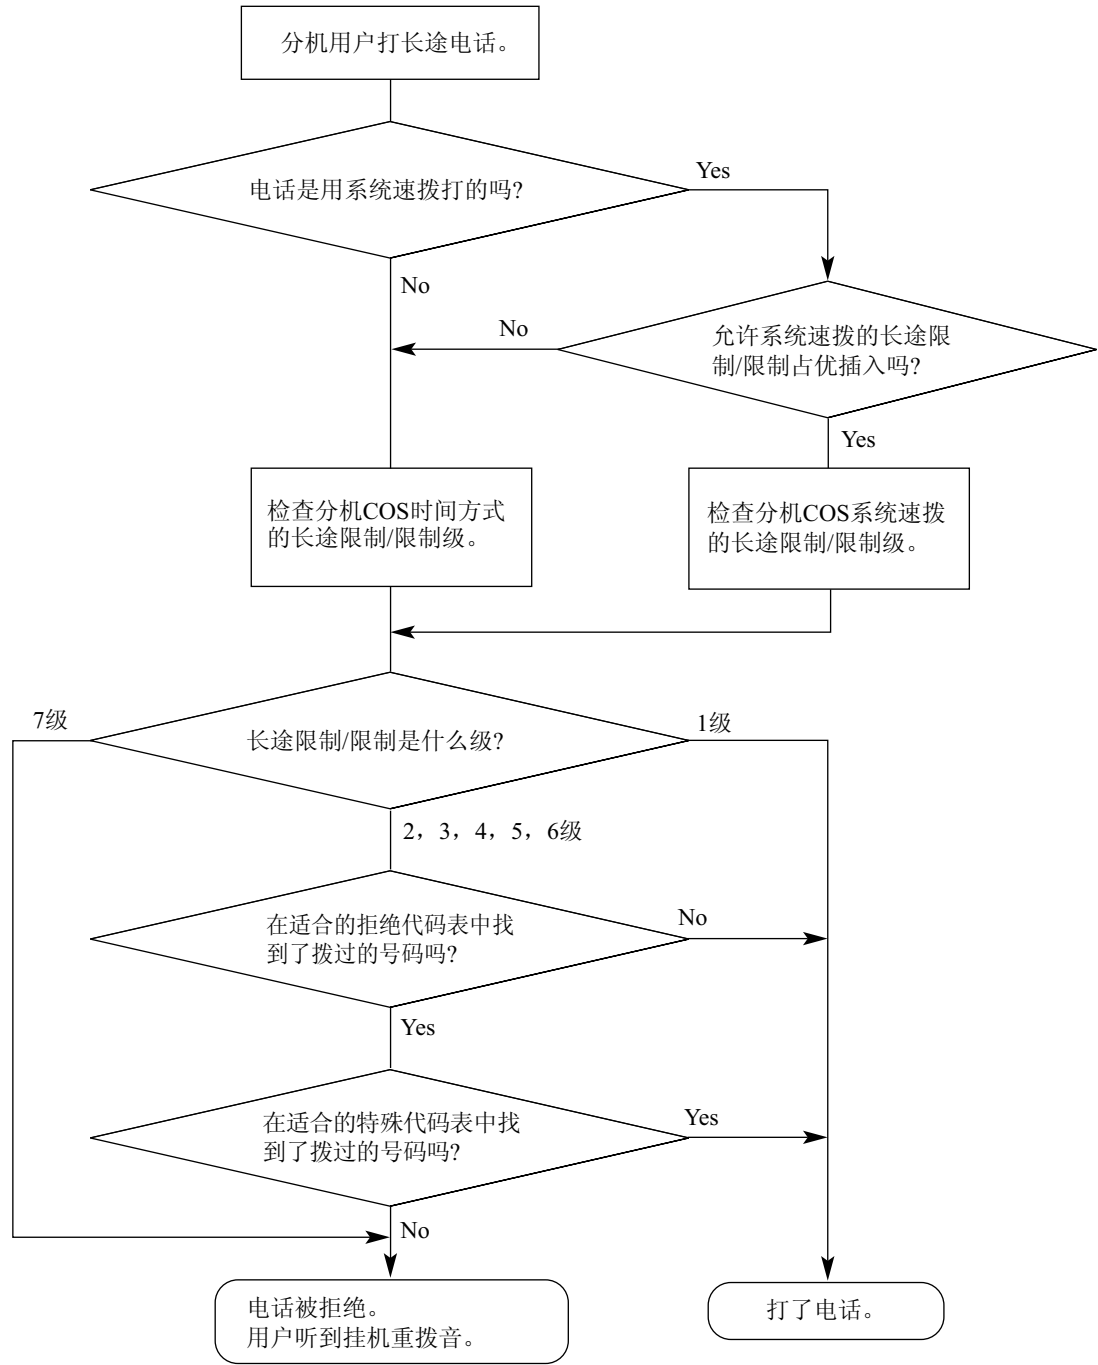 分机用户打长途电话。
电话是用系统速拨打的吗?
Yes
No
No
允许系统速拨的长途限
制/限制占优插入吗?
Yes
检查分机COS时间方式
的长途限制/限制级。
检查分机COS系统速拨
的长途限制/限制级。
7级
长途限制/限制是什么级?
1级
2，3，4，5，6级
在适合的拒绝代码表中找
到了拨过的号码吗?
No
Yes
在适合的特殊代码表中找
到了拨过的号码吗?
Yes
No
电话被拒绝。
用户听到挂机重拨音。
打了电话。